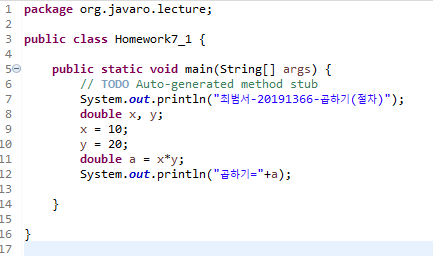 1 package org.javaro.lecture;
2
3 public class Homework7_1 {
4
5 public static void main(String[] args) {
6 // TODO Auto-generated method stub
7 System.out.println("최범서-20191366-곱하기(절차)");
8 double x, y;
9 x = 10;
10 y = 20;
11 double a = x*y;
12 System.out.println("곱하기="+a);
13
14 }
15
16 }
17